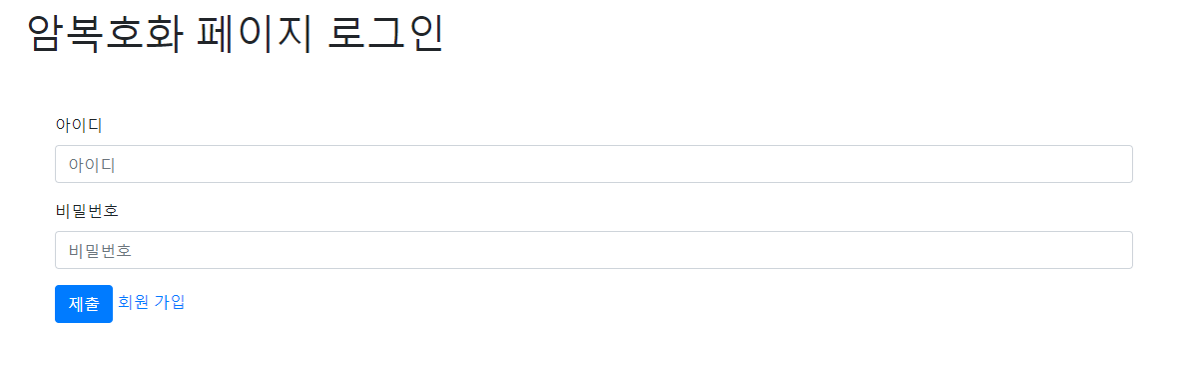 암복호화 페이지 로그인
아이디
아이디
비밀번호
비밀번호
제출 회원 가입